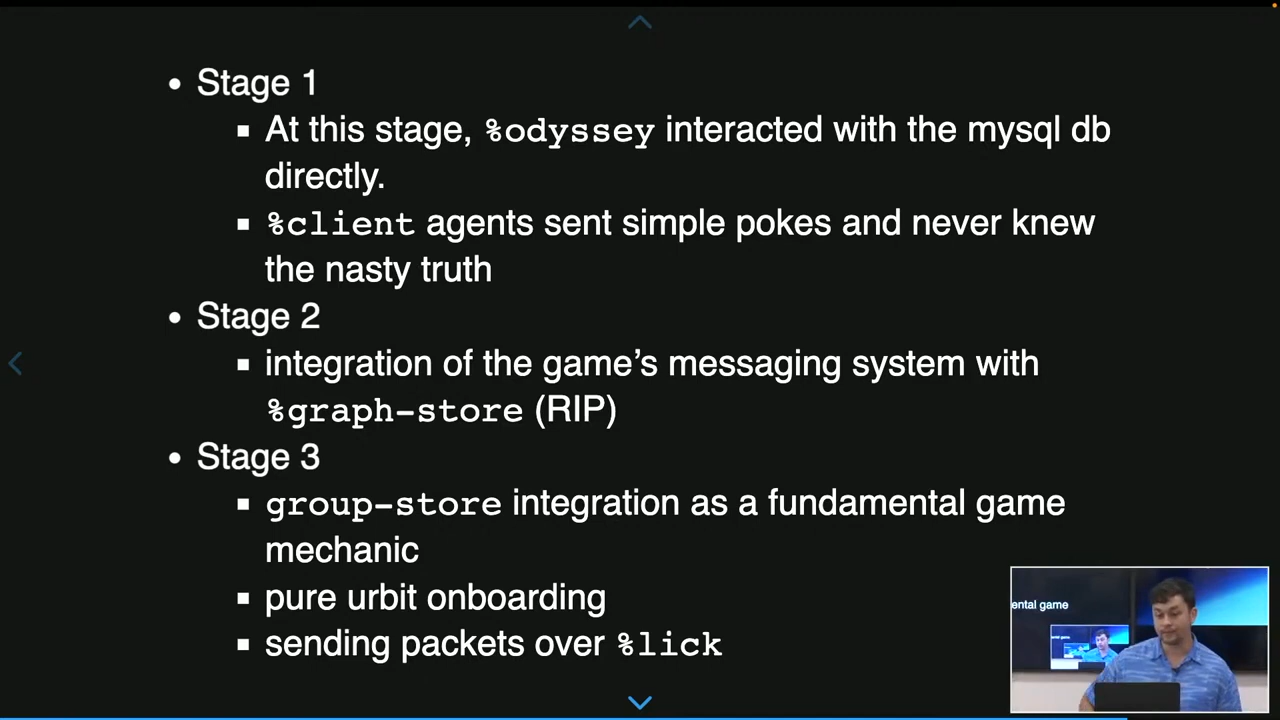 • Stage 1
▪ At this stage, %odyssey interacted with the mysql db
directly.
▪ %client agents sent simple pokes and never knew
the nasty truth
• Stage 2
▪ integration of the game’s messaging system with
%graph-store (RIP)
• Stage 3
▪ group-store integration as a fundamental game
mechanic
▪ pure urbit onboarding
▪ sending packets over %lick
ental game